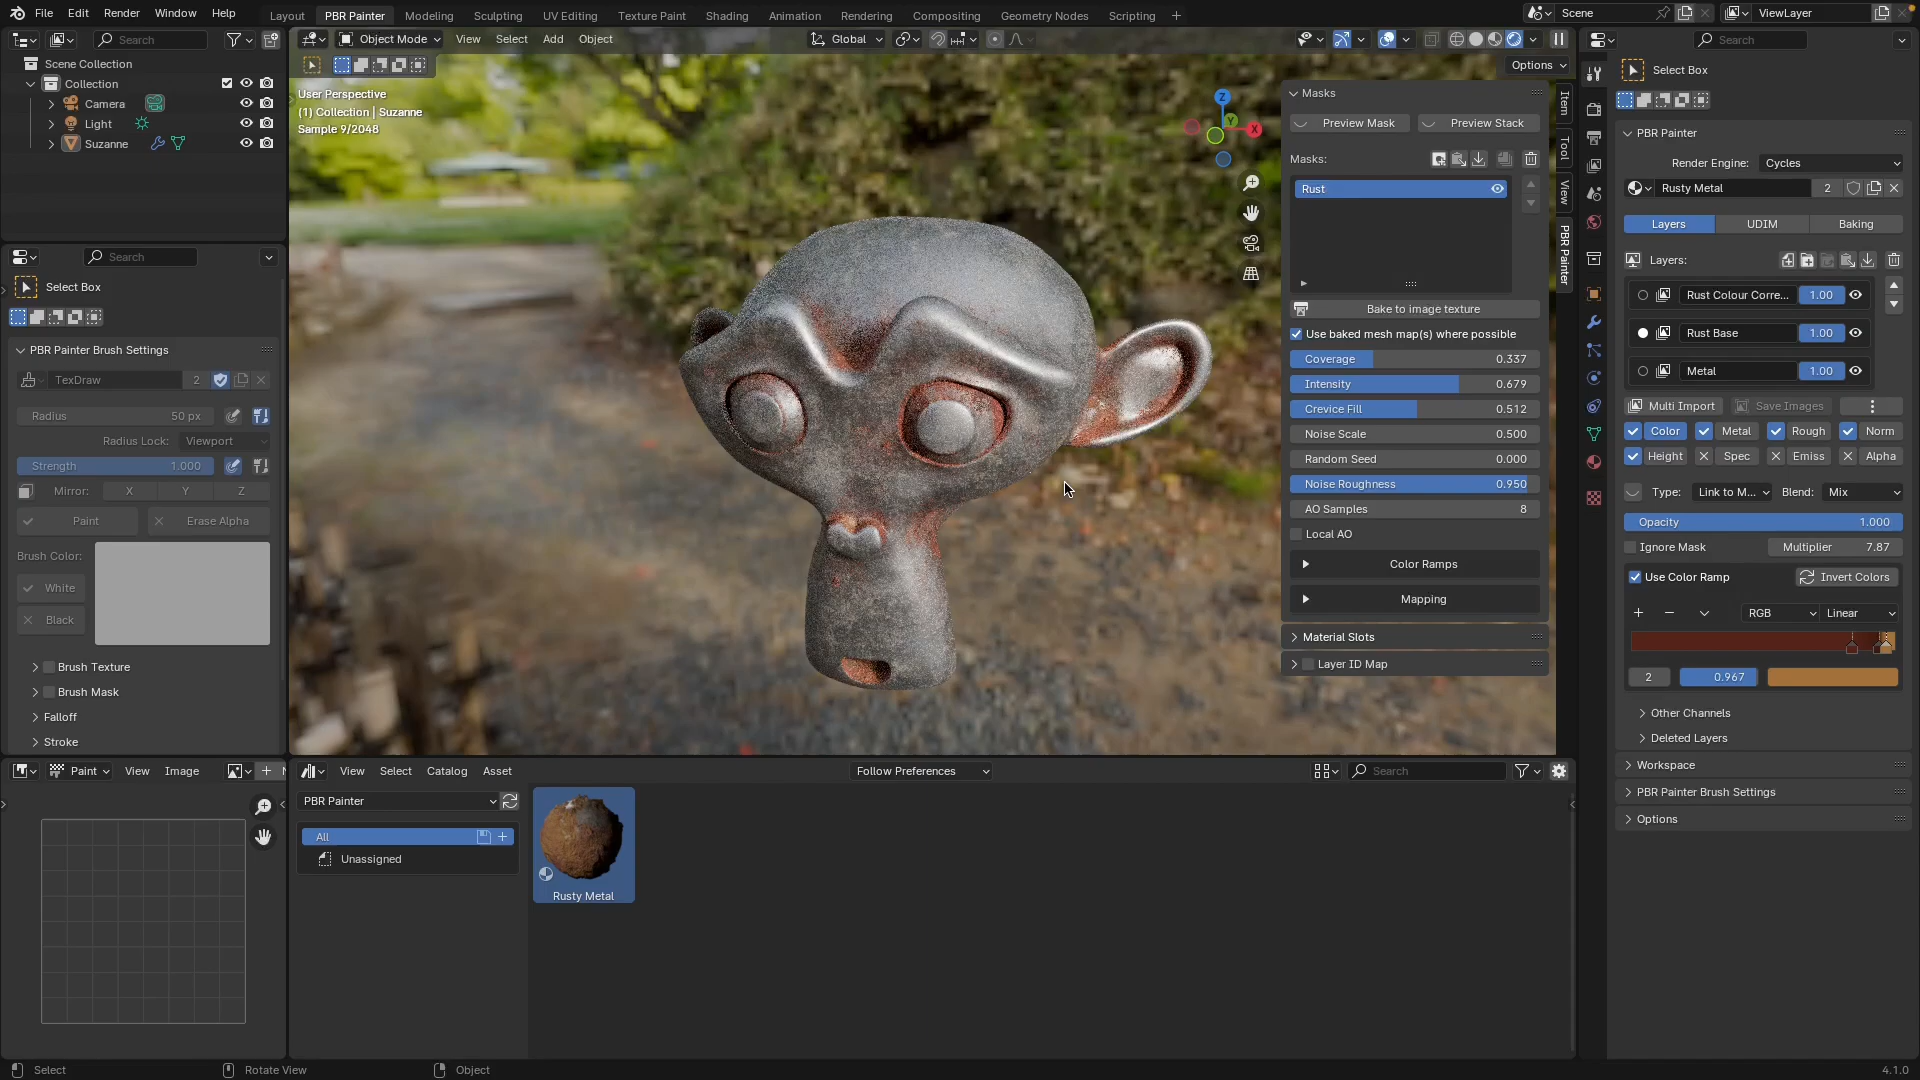 File Edit Render Window Help Layout PBR Painter Modeling Sculpting UV Editing Texture Paint Shading Animation Rendering Compositing Geometry Nodes Scripting + Scene ViewLayer
Search
Object Mode View Select Add Object Global
Search
Scene Collection
Collection
Camera
Light
Suzanne
Options
User Perspective
(1) Collection | Suzanne
Sample 9/2048
Z
Y
X
Search
Select Box
PBR Painter Brush Settings
TexDraw 2
Radius 50 px
Radius Lock: Viewport
Strength 1.000
Mirror: X Y Z
Paint Erase Alpha
Brush Color:
White
Black
Brush Texture
Brush Mask
Falloff
Stroke
Masks
Preview Mask Preview Stack
Masks:
Rust
Bake to image texture
Use baked mesh map(s) where possible
Coverage 0.337
Intensity 0.679
Crevice Fill 0.512
Noise Scale 0.500
Random Seed 0.000
Noise Roughness 0.950
AO Samples 8
Local AO
Color Ramps
Mapping
Material Slots
Layer ID Map
Item
Tool
View
PBR Painter
Select Box
PBR Painter
Render Engine: Cycles
Rusty Metal 2
Layers UDIM Baking
Layers:
Rust Colour Corre... 1.00
Rust Base 1.00
Metal 1.00
Multi Import Save Images
Color Metal Rough Norm
Height Spec Emiss Alpha
Type: Link to M... Blend: Mix
Opacity 1.000
Ignore Mask Multiplier 7.87
Use Color Ramp Invert Colors
+ − RGB Linear
2 0.967
Other Channels
Deleted Layers
Workspace
PBR Painter Brush Settings
Options
Paint View Image +
View Select Catalog Asset Follow Preferences Search
PBR Painter
All +
Unassigned
Rusty Metal
Select Rotate View Object 4.1.0